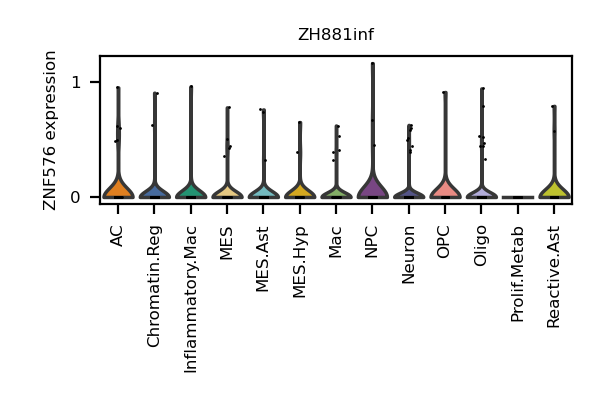 ZH881inf
ZNF576 expression
1
0
AC
Chromatin.Reg
Inflammatory.Mac
MES
MES.Ast
MES.Hyp
Mac
NPC
Neuron
OPC
Oligo
Prolif.Metab
Reactive.Ast